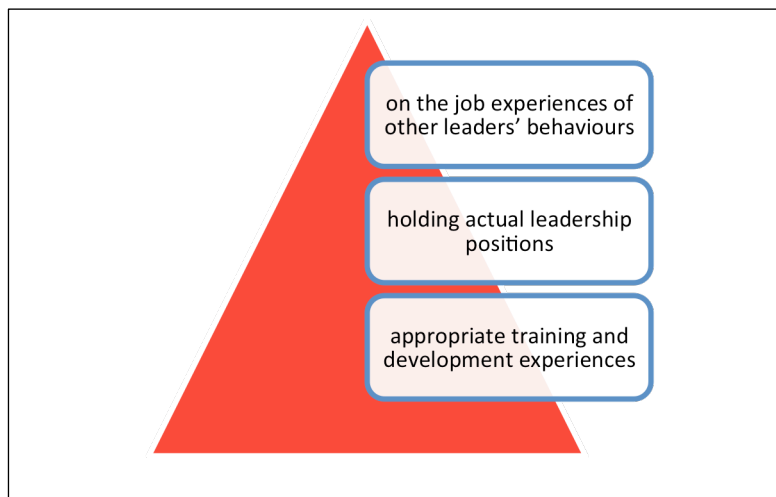 on the job experiences of
other leaders’ behaviours
holding actual leadership
positions
appropriate training and
development experiences